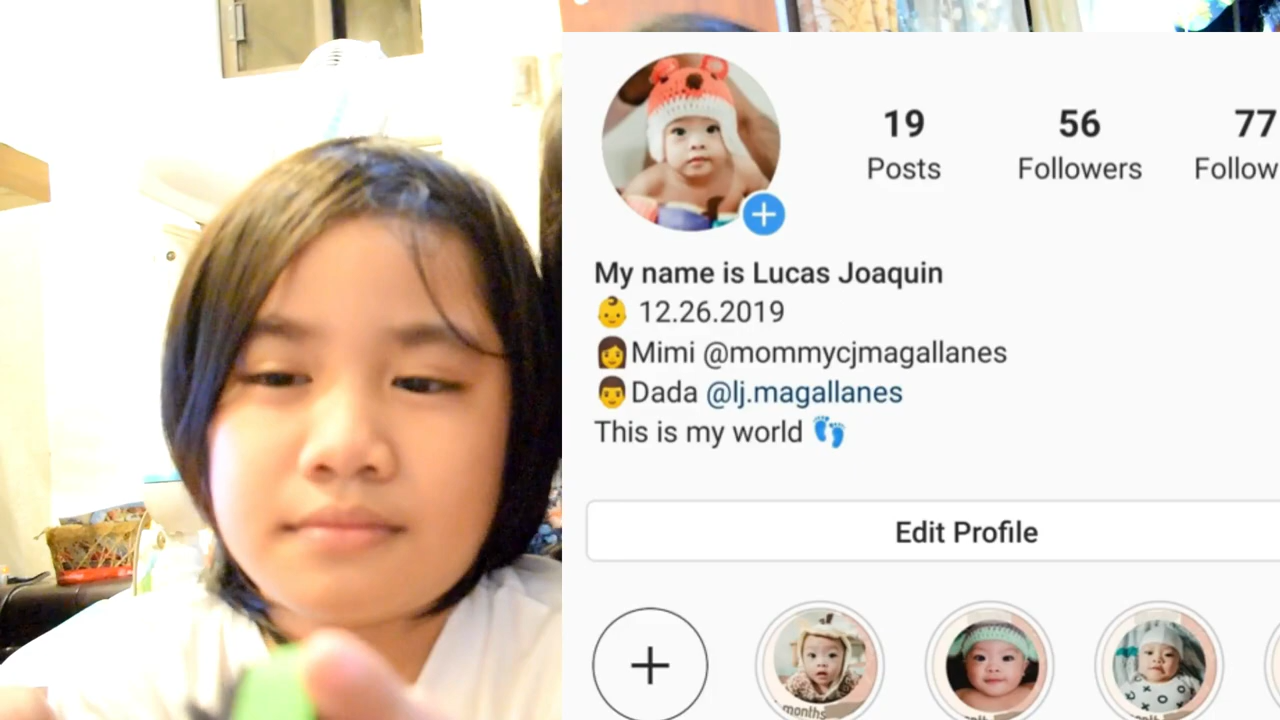 19 56 77
Posts Followers Follow
My name is Lucas Joaquin
👶 12.26.2019
👩Mimi @mommycjmagallanes
👨Dada @lj.magallanes
This is my world 👣
Edit Profile
+
months